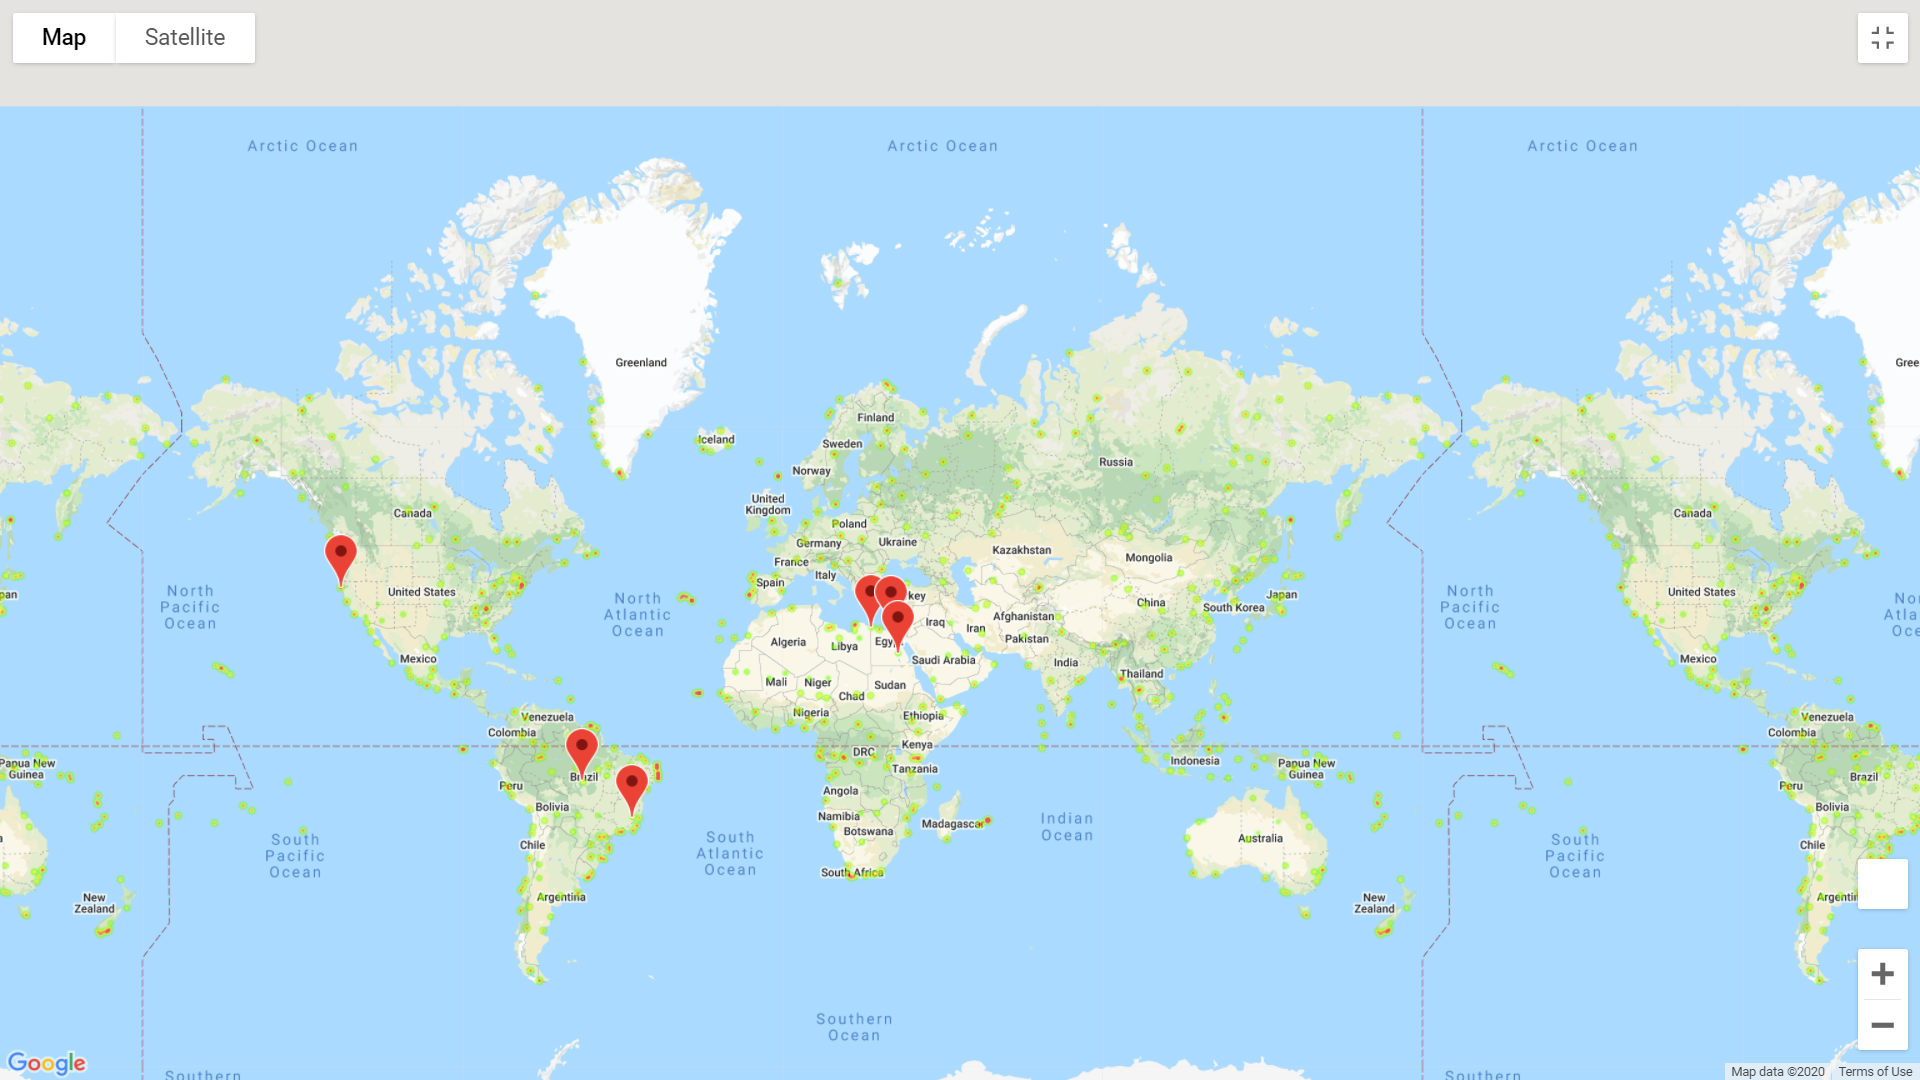 Map
Satellite
Arctic Ocean
Arctic Ocean
Arctic Ocean
Greenland
Gree
Finland
Iceland
Sweden
Norway
Russia
United
Kingdom
Canada
Canada
Poland
Germany
Ukraine
Kazakhstan
Mongolia
France
Italy
Spain
key
United States
United States
North
Pacific
Ocean
North
Atlantic
Ocean
North
Pacific
Ocean
No
Atla
Oce
pan
Japan
China
South Korea
Iraq
Iran
Afghanistan
Pakistan
Algeria
Libya
Egy
Saudi Arabia
India
Mexico
Mexico
Thailand
Mali
Niger
Chad
Sudan
Nigeria
Ethiopia
Venezuela
Venezuela
Colombia
Colombia
DRC
Kenya
Tanzania
Indonesia
Papua New
Guinea
Papua New
Guinea
Brazil
Brazil
Peru
Peru
Angola
Bolivia
Bolivia
Namibia
Botswana
Madagascar
Indian
Ocean
Australia
a
Chile
Chile
South
Pacific
Ocean
South
Atlantic
Ocean
South
Pacific
Ocean
South Africa
Argentina
Argentin
New
Zealand
New
Zealand
Southern
Ocean
Southern
Southern
Google
Map data ©2020
Terms of Use